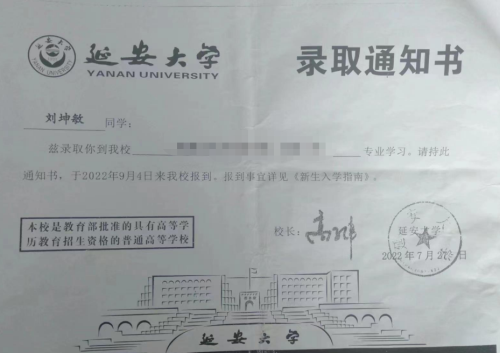 延安大学
YANAN UNIVERSITY
录取通知书
刘坤敏 同学：
兹录取你到我校 专业学习，请持此
通知书，于2022年9月4日来我校报到。报到事宜详见《新生入学指南》。
本校是教育部批准的具有高等学
历教育招生资格的普通高等学校
校长：
延安大学
2022年7月 日
延安大学